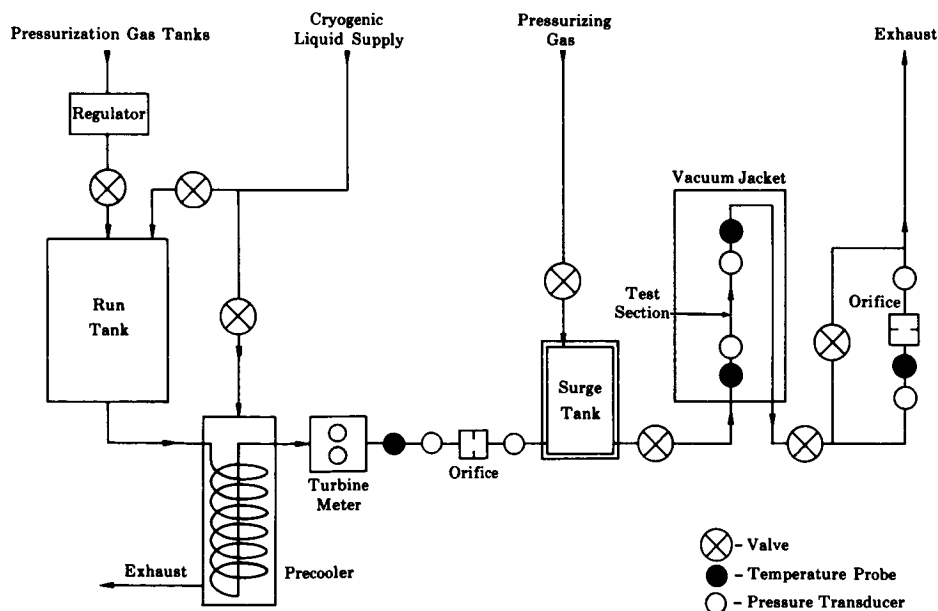 Pressurization Gas Tanks
Cryogenic
Liquid Supply
Pressurizing
Gas
Exhaust
Regulator
Vacuum Jacket
Run
Tank
Test
Section
Orifice
Surge
Tank
Turbine
Meter
Orifice
Exhaust
Precooler
- Valve
- Temperature Probe
- Pressure Transducer